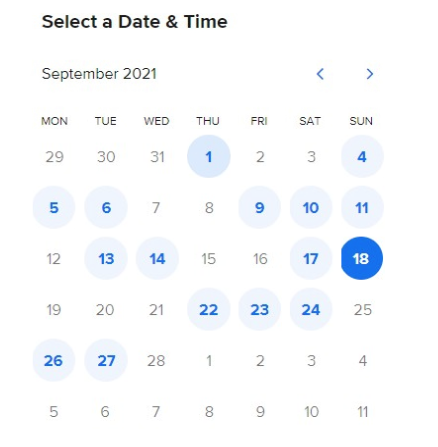 Select a Date & Time
September 2021
MON TUE WED THU FRI SAT SUN
29 30 31 1 2 3 4
5 6 7 8 9 10 11
12 13 14 15 16 17 18
19 20 21 22 23 24 25
26 27 28 1 2 3 4
5 6 7 8 9 10 11